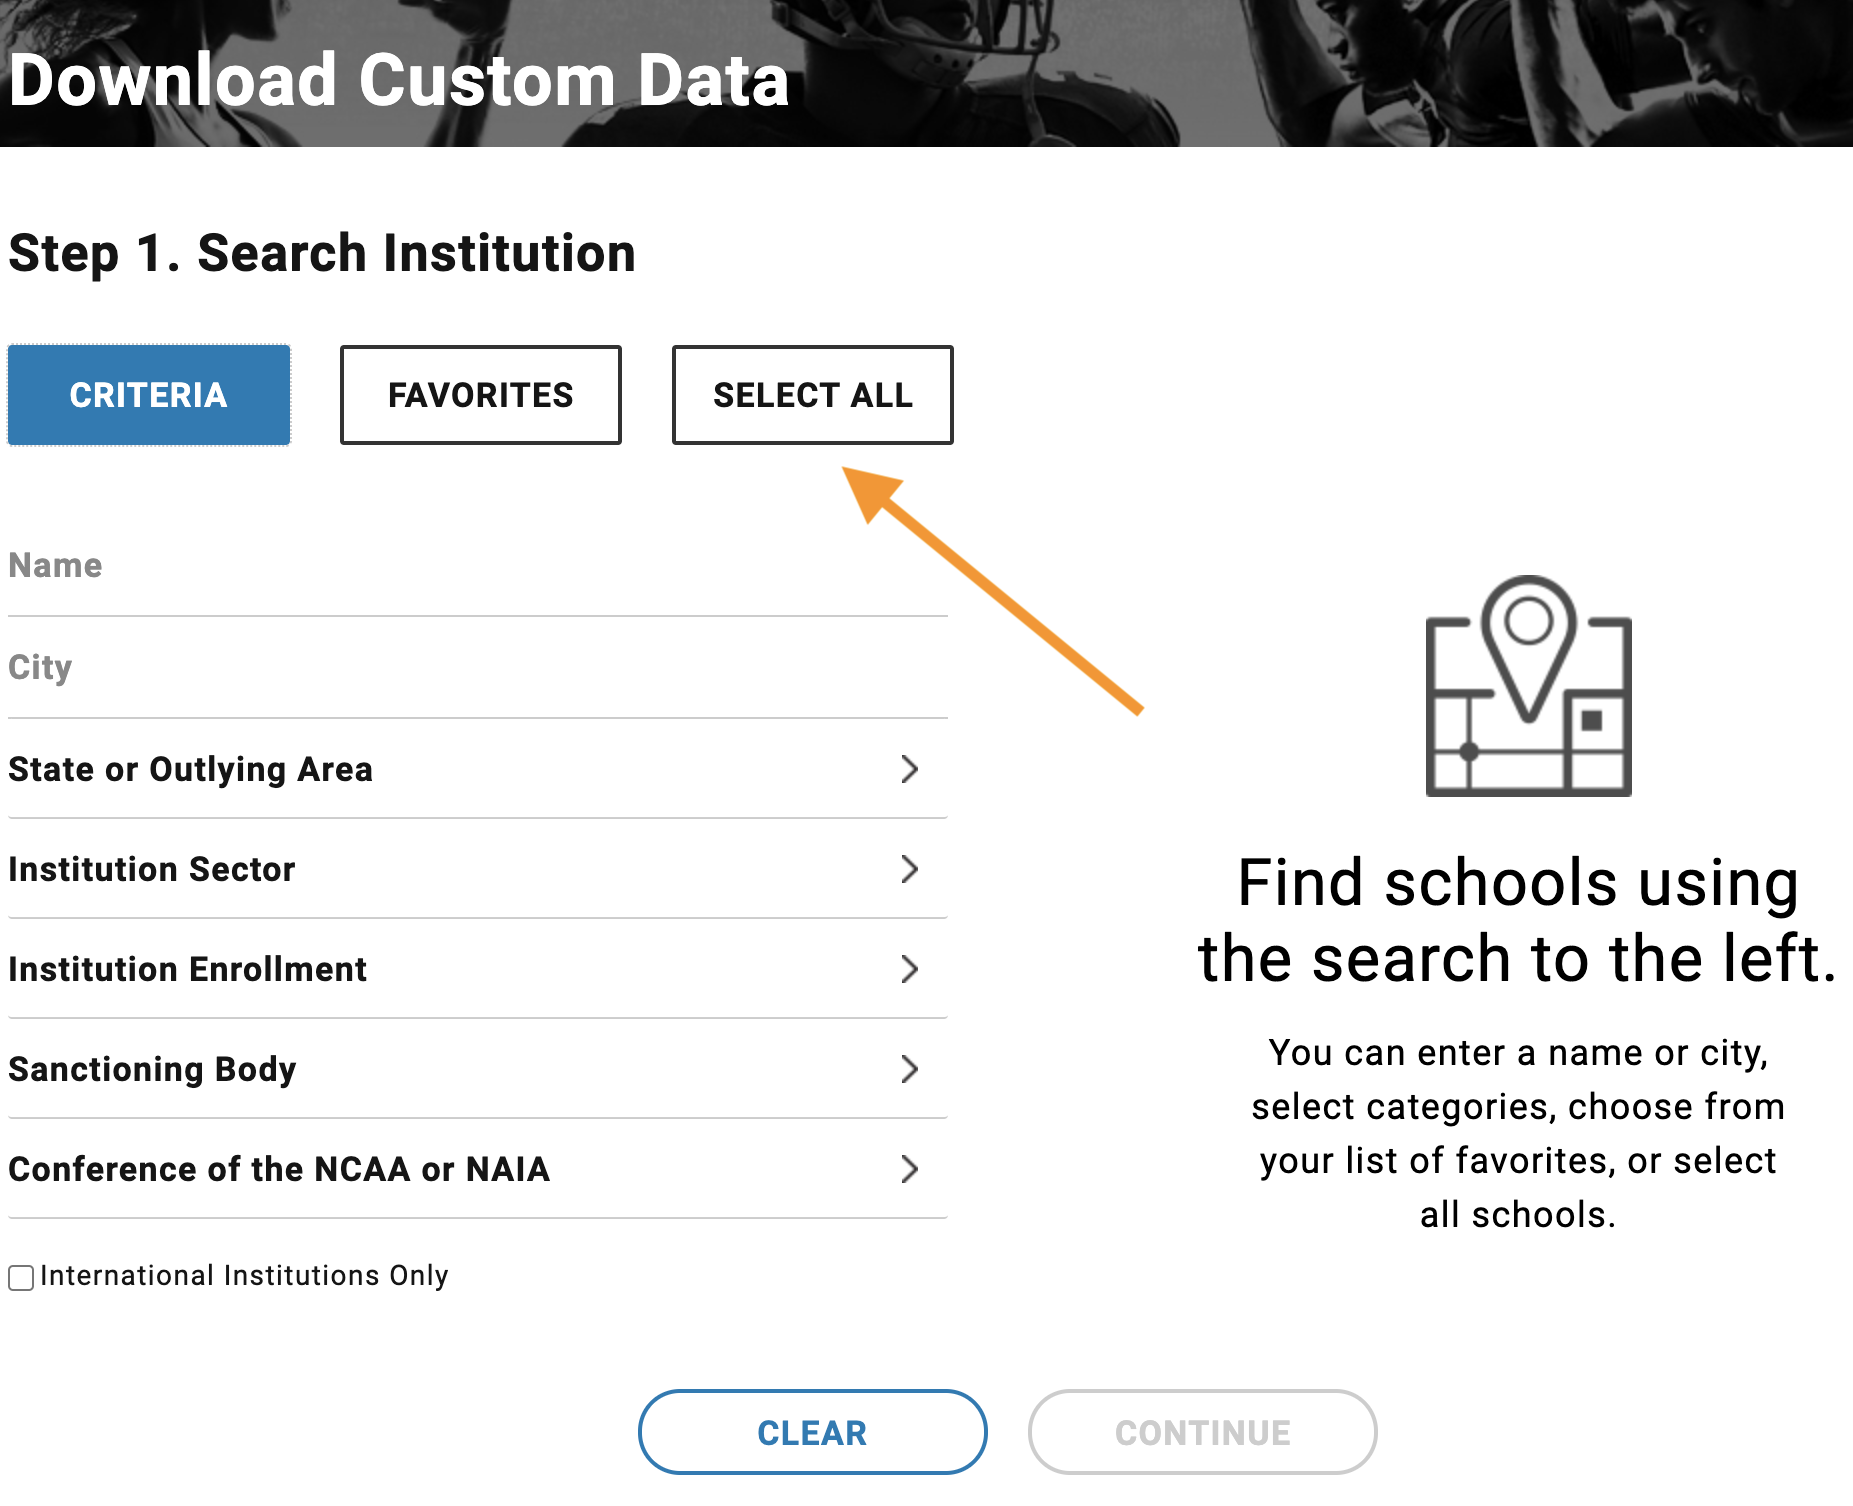 Download Custom Data
Step 1. Search Institution
CRITERIA
FAVORITES
SELECT ALL
Name
City
State or Outlying Area
Institution Sector
Institution Enrollment
Sanctioning Body
Conference of the NCAA or NAIA
International Institutions Only
Find schools using
the search to the left.
You can enter a name or city,
select categories, choose from
your list of favorites, or select
all schools.
CLEAR
CONTINUE